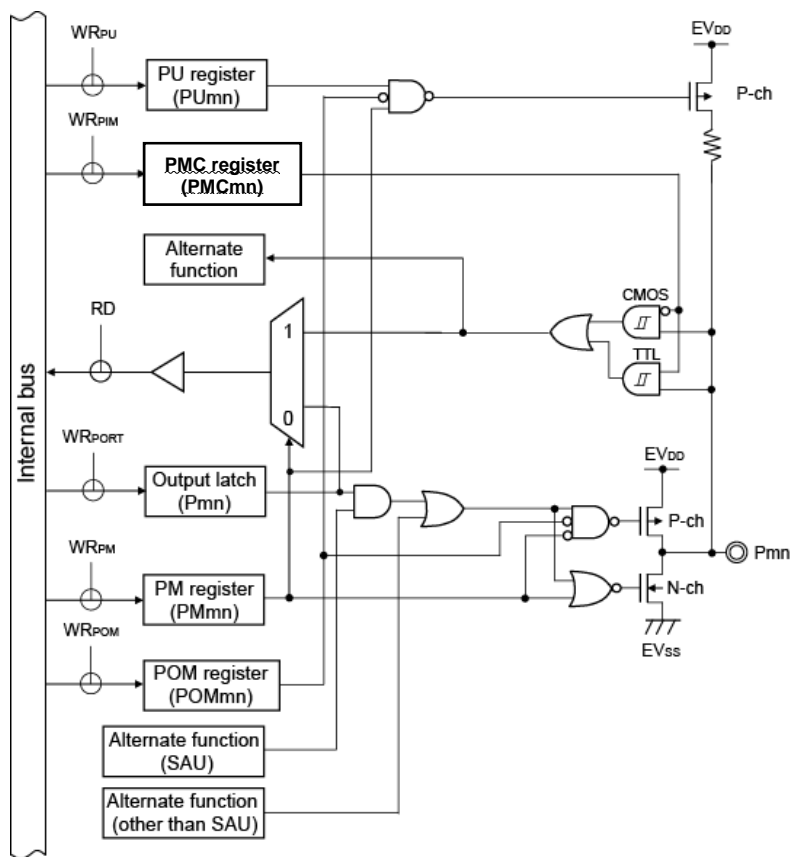 WRPU
PU register
(PUmn)
EVDD
P-ch
WRPIM
PMC register
(PMCmn)
Alternate
function
CMOS
RD
1
TTL
0
Internal bus
WRPORT
Output latch
(Pmn)
EVDD
P-ch
Pmn
WRPM
PM register
(PMmn)
N-ch
EVSS
WRPOM
POM register
(POMmn)
Alternate function
(SAU)
Alternate function
(other than SAU)